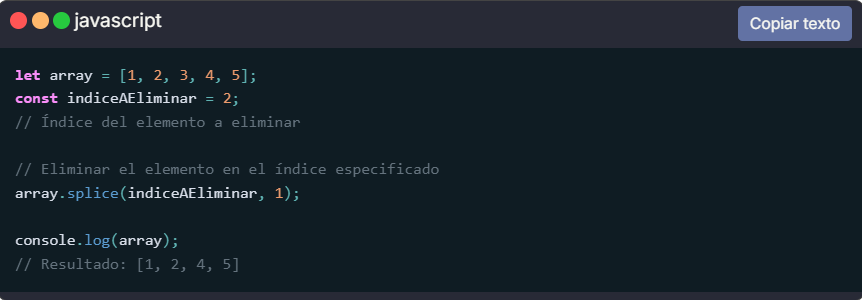 javascript
Copiar texto
let array = [1, 2, 3, 4, 5];
const indiceAEliminar = 2;
// Índice del elemento a eliminar
// Eliminar el elemento en el índice especificado
array.splice(indiceAEliminar, 1);
console.log(array);
// Resultado: [1, 2, 4, 5]